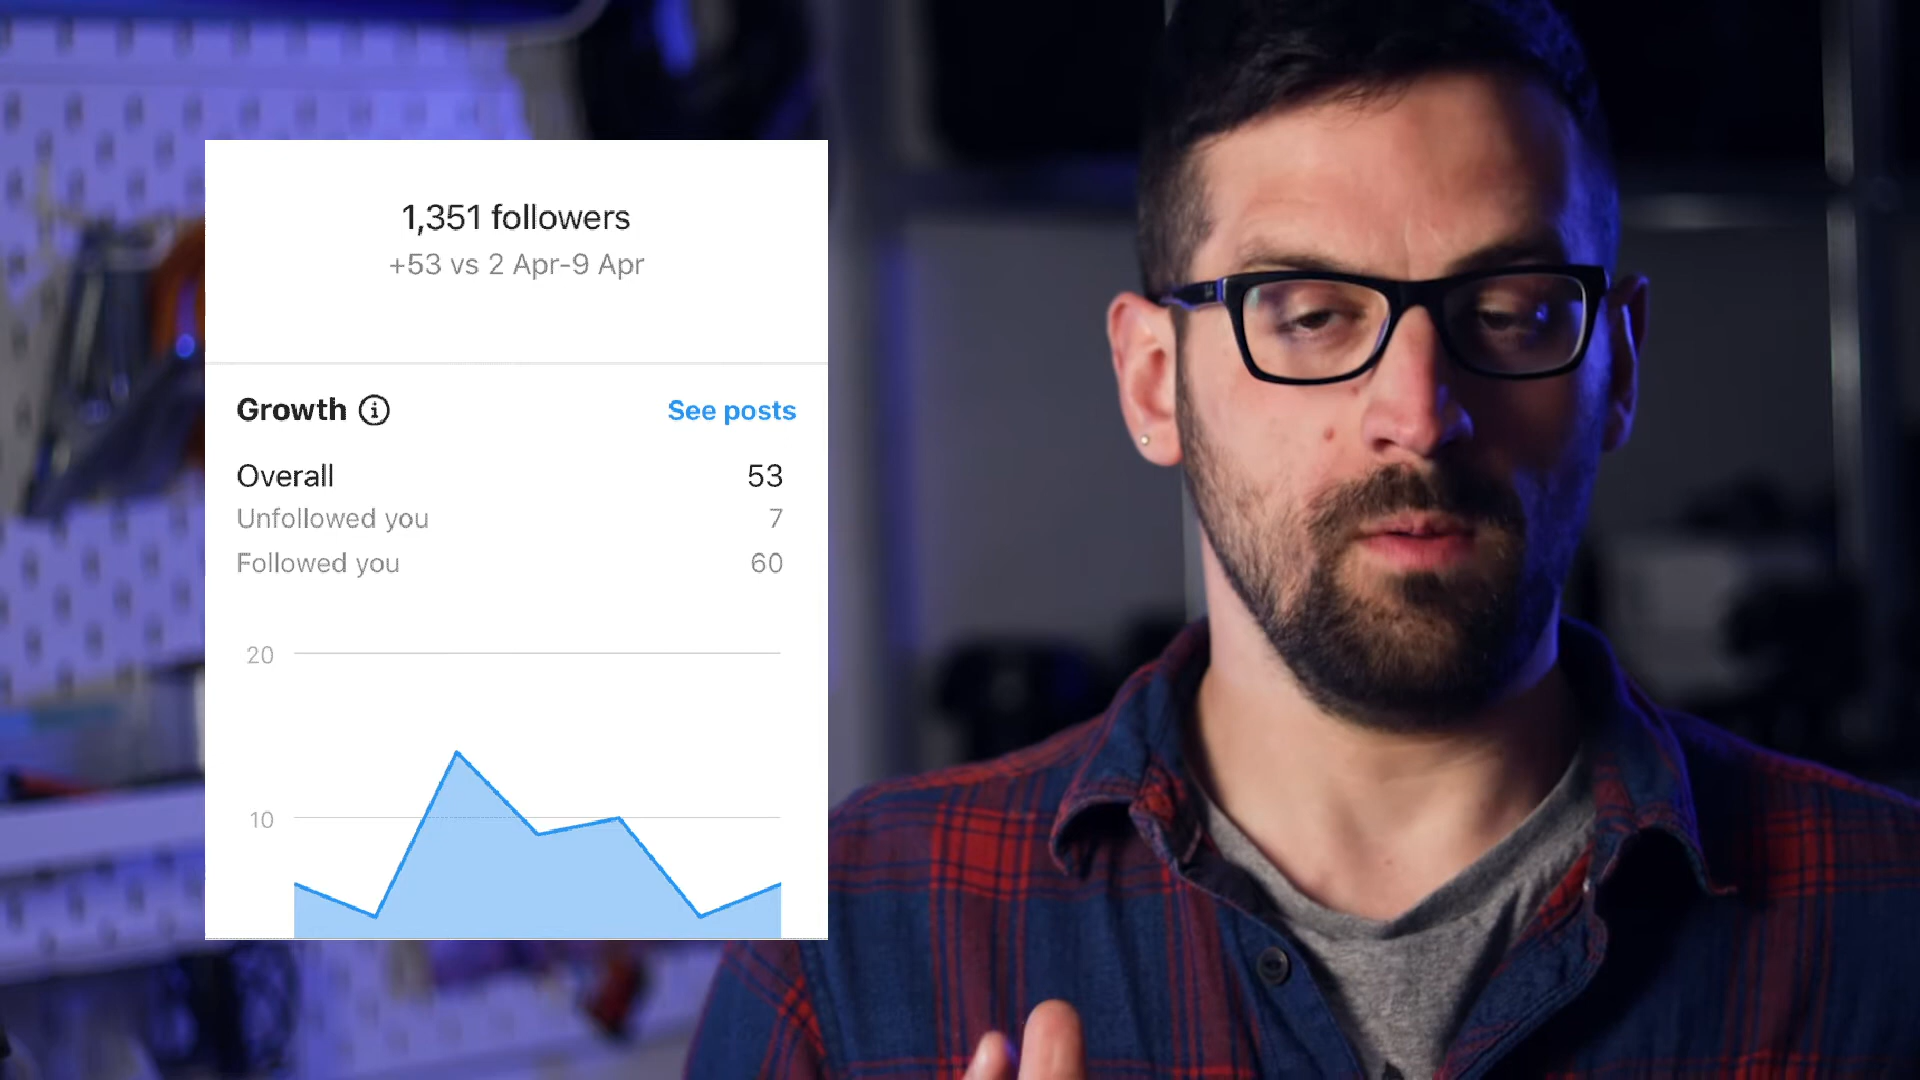 1,351 followers
+53 vs 2 Apr-9 Apr
Growth
See posts
Overall 53
Unfollowed you 7
Followed you 60
20
10